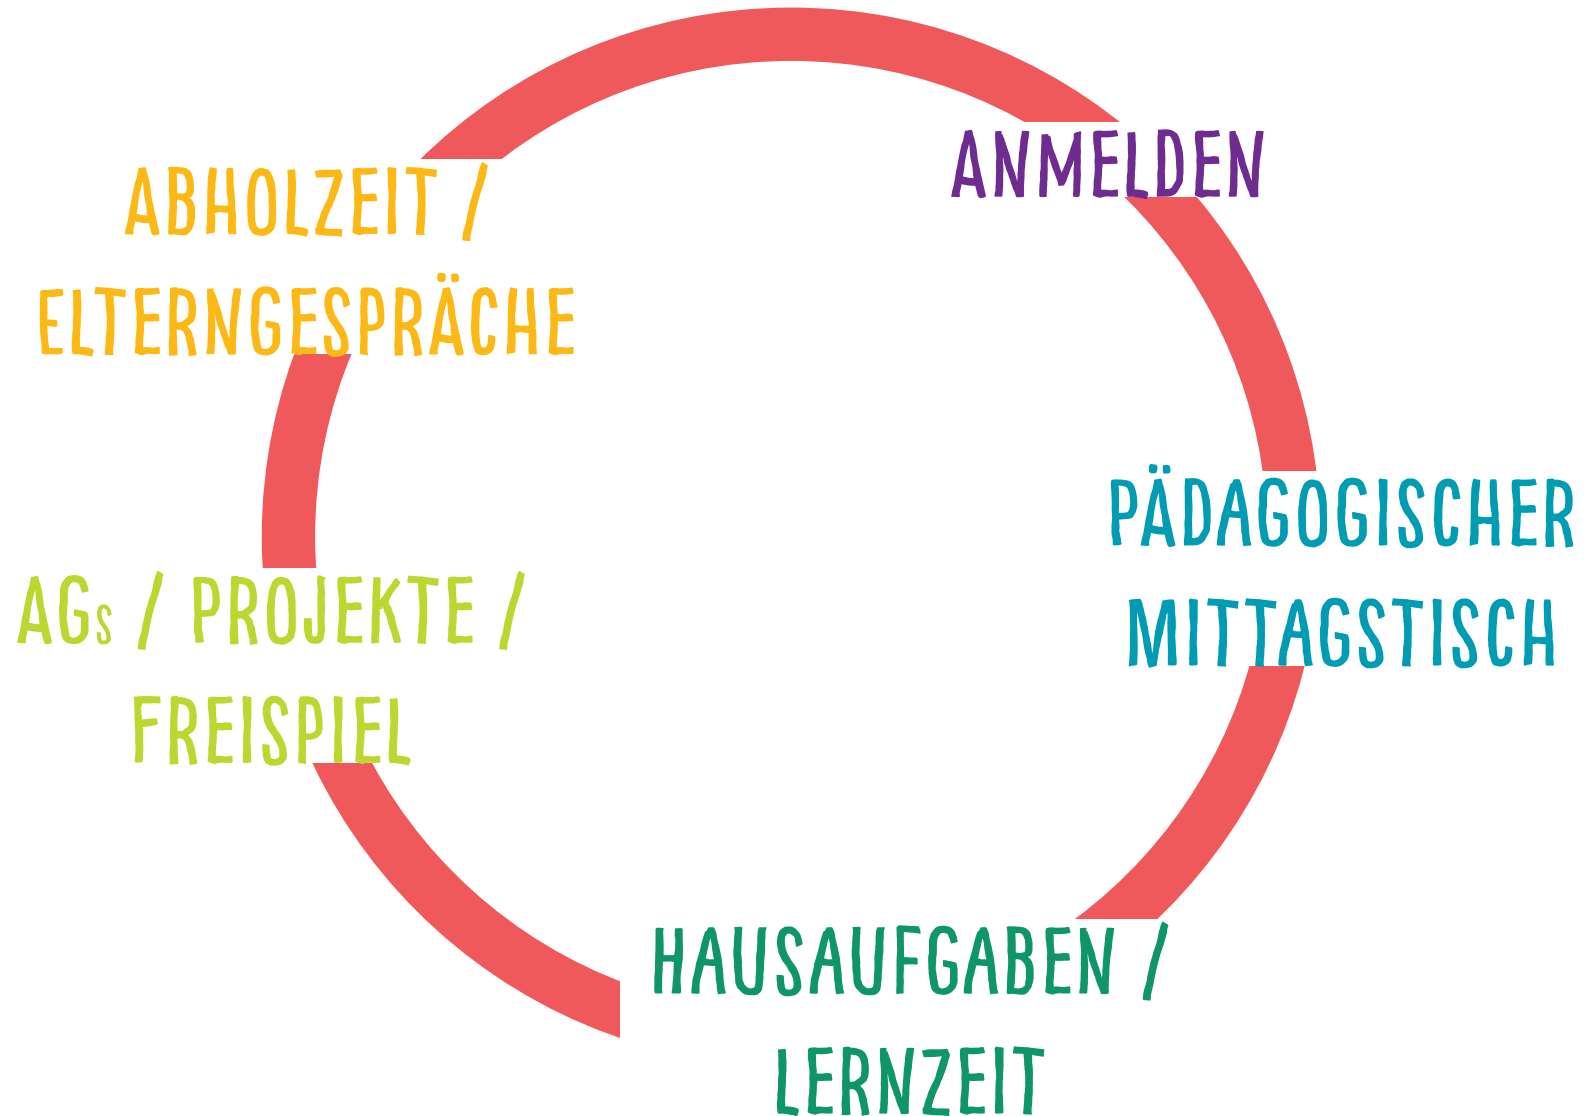 ANMELDEN
PÄDAGOGISCHER
MITTAGSTISCH
HAUSAUFGABEN /
LERNZEIT
AGs / PROJEKTE /
FREISPIEL
ABHOLZEIT /
ELTERNGESPRÄCHE